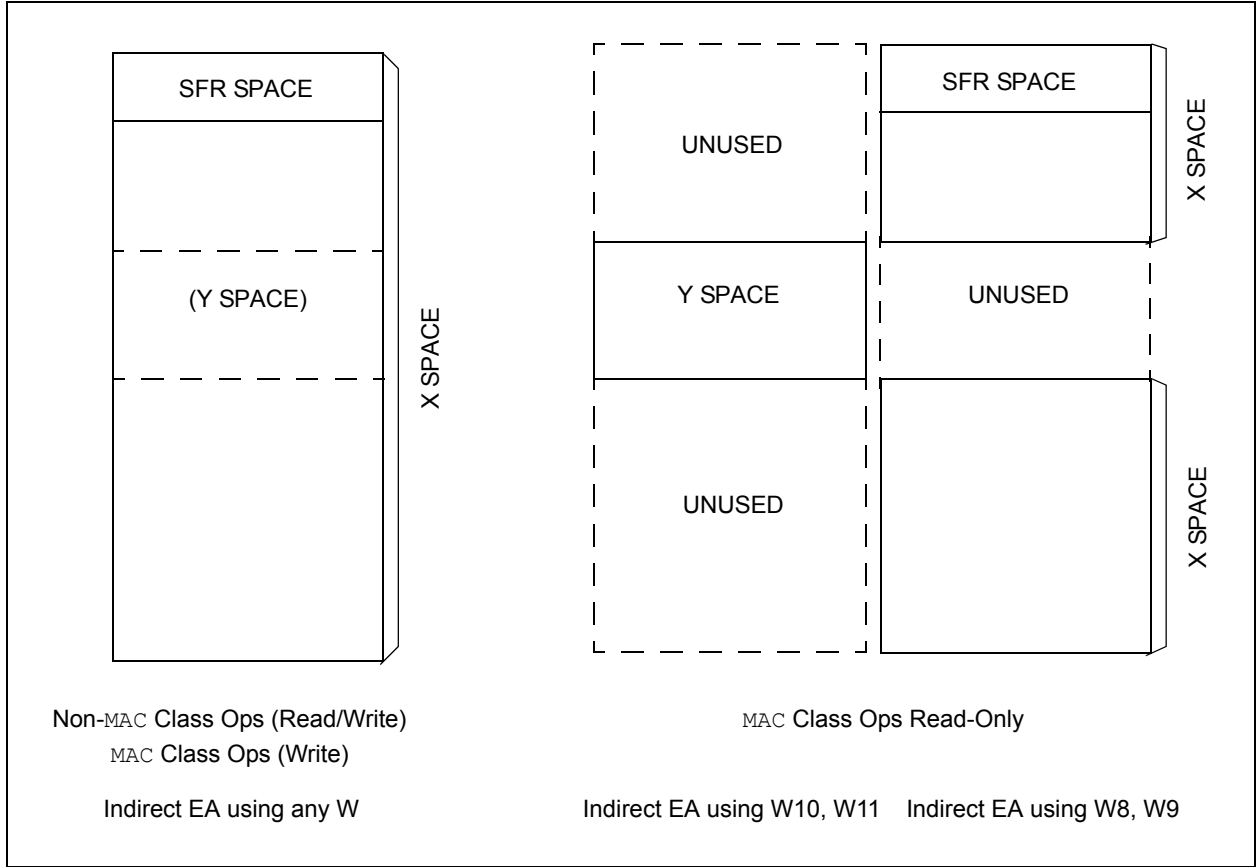 SFR SPACE
(Y SPACE)
X SPACE
Non-MAC Class Ops (Read/Write)
MAC Class Ops (Write)
Indirect EA using any W
UNUSED
Y SPACE
UNUSED
SFR SPACE
X SPACE
UNUSED
X SPACE
MAC Class Ops Read-Only
Indirect EA using W10, W11
Indirect EA using W8, W9